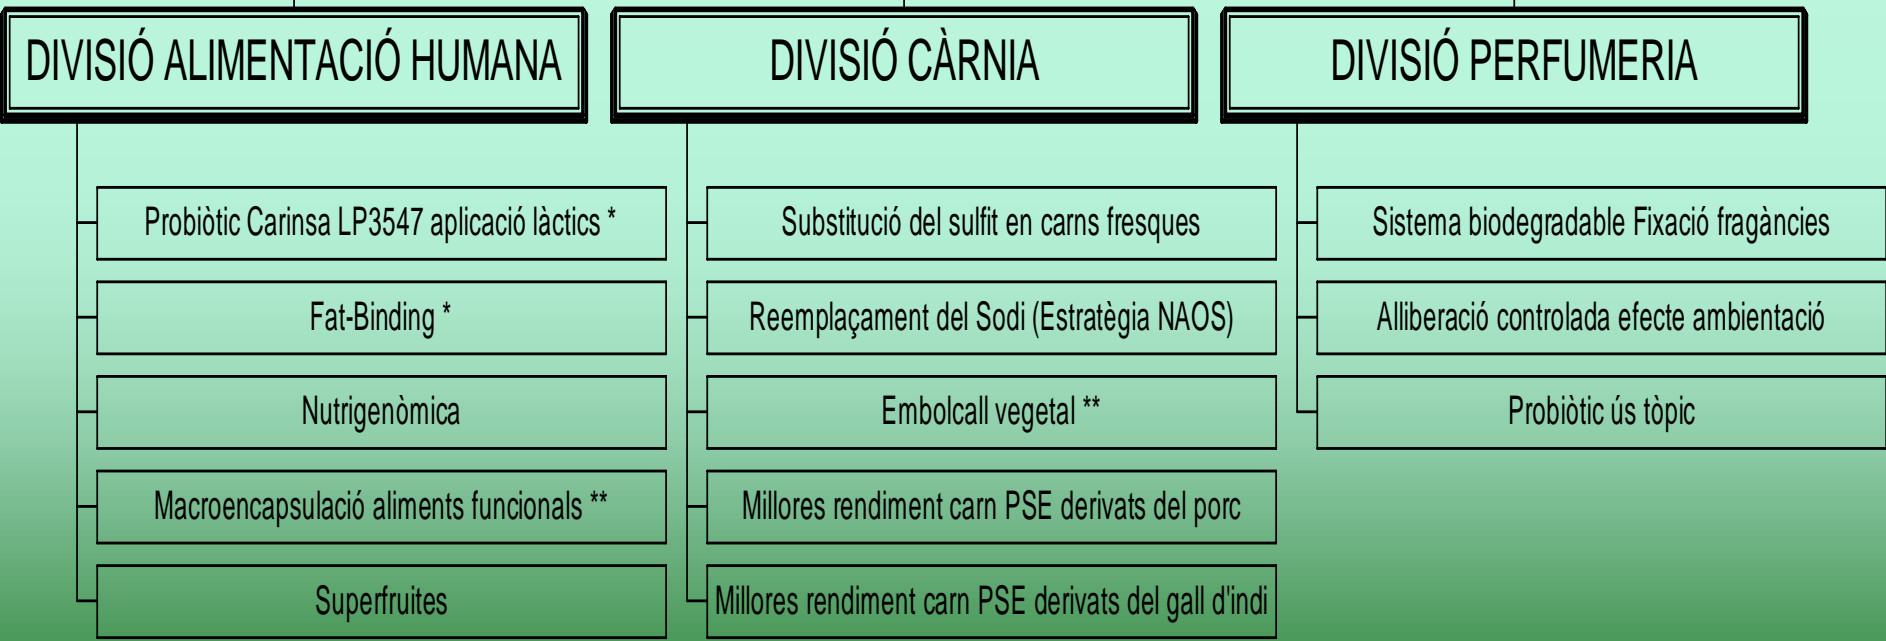 DIVISIÓ ALIMENTACIÓ HUMANA
Probiòtic Carinsa LP3547 aplicació làctics *
Fat-Binding *
Nutrigenòmica
Macroencapsulació aliments funcionals **
Superfruites
DIVISIÓ CÀRNIA
Substitució del sulfit en carns fresques
Reemplaçament del Sodi (Estratègia NAOS)
Embolcall vegetal **
Millores rendiment carn PSE derivats del porc
Millores rendiment carn PSE derivats del gall d'indi
DIVISIÓ PERFUMERIA
Sistema biodegradable Fixació fragàncies
Alliberació controlada efecte ambientació
Probiòtic ús tòpic